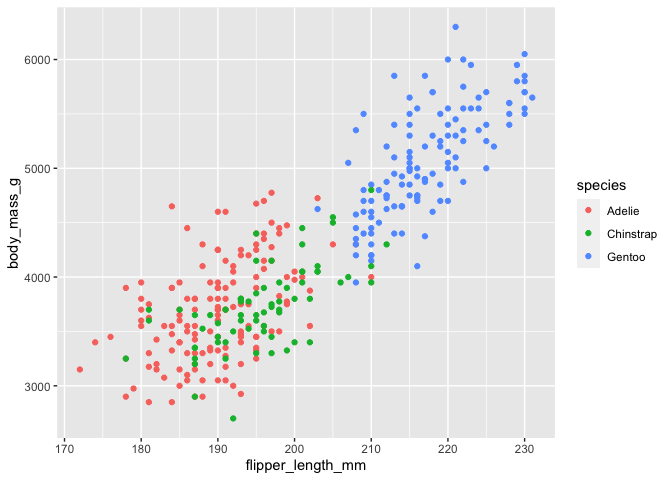 6000
5000
4000
3000
body_mass_g
170
180
190
200
210
220
230
flipper_length_mm
species
Adelie
Chinstrap
Gentoo